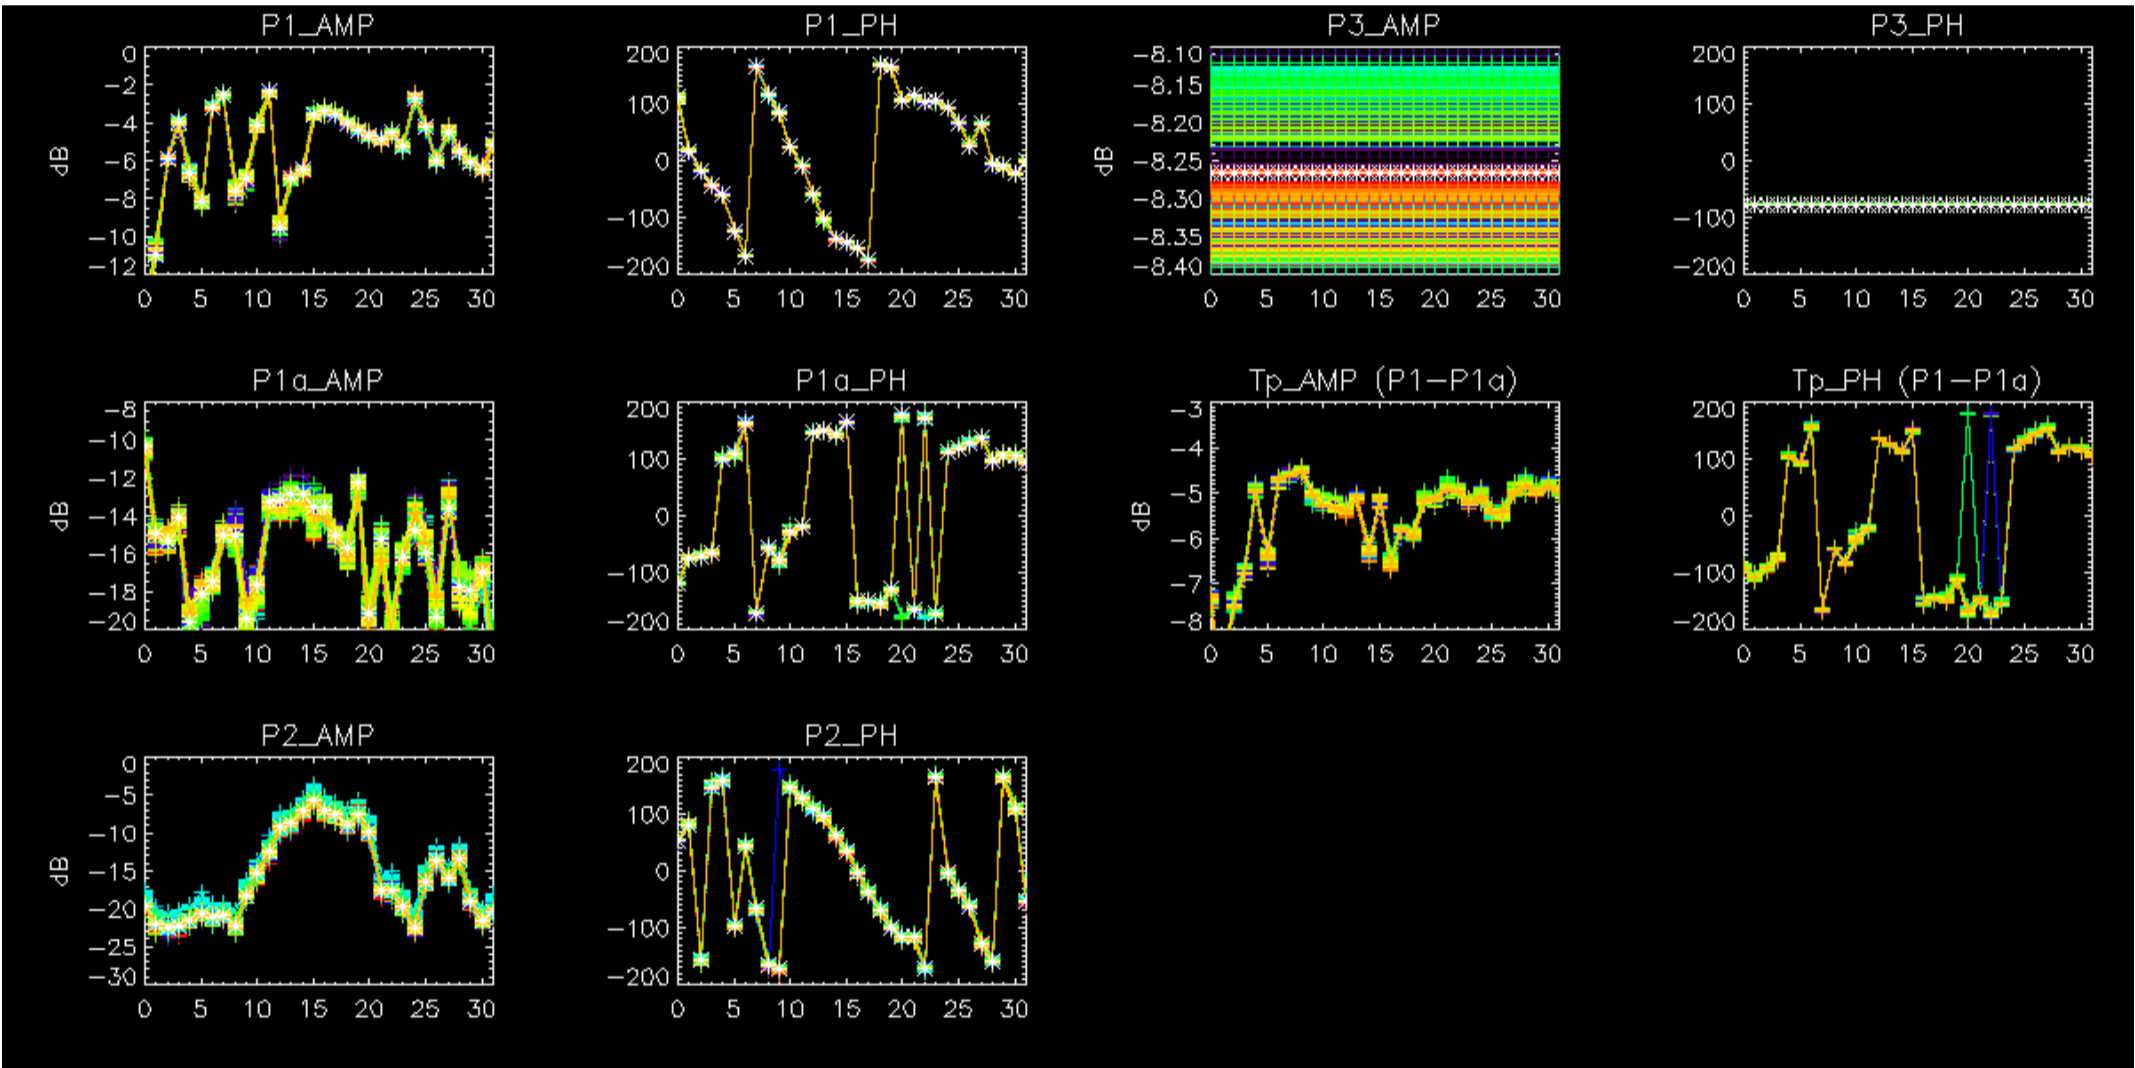 P1_AMP
dB
0
−2
−4
−6
−8
−10
−12
0 5 10 15 20 25 30
P1_PH
200
100
0
−100
−200
0 5 10 15 20 25 30
P3_AMP
dB
−8.10
−8.15
−8.20
−8.25
−8.30
−8.35
−8.40
0 5 10 15 20 25 30
P3_PH
200
100
0
−100
−200
0 5 10 15 20 25 30
P1a_AMP
dB
−8
−10
−12
−14
−16
−18
−20
0 5 10 15 20 25 30
P1a_PH
200
100
0
−100
−200
0 5 10 15 20 25 30
Tp_AMP (P1−P1a)
dB
−3
−4
−5
−6
−7
−8
0 5 10 15 20 25 30
Tp_PH (P1−P1a)
200
100
0
−100
−200
0 5 10 15 20 25 30
P2_AMP
dB
0
−5
−10
−15
−20
−25
−30
0 5 10 15 20 25 30
P2_PH
200
100
0
−100
−200
0 5 10 15 20 25 30